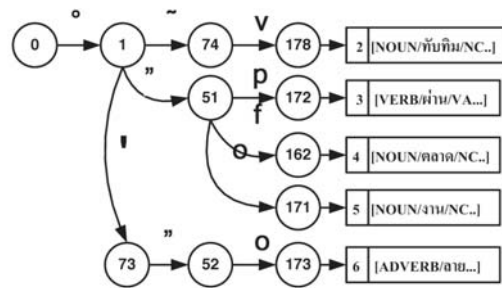 ° ~ v
0 1 74 178 2 [NOUN/ทับทิม/NC..]
" p
51 172 3 [VERB/ผ่าน/VA...]
f
' o 162 4 [NOUN/ตลาด/NC..]
171 5 [NOUN/งาน/NC..]
" o
73 52 173 6 [ADVERB/สาย...]